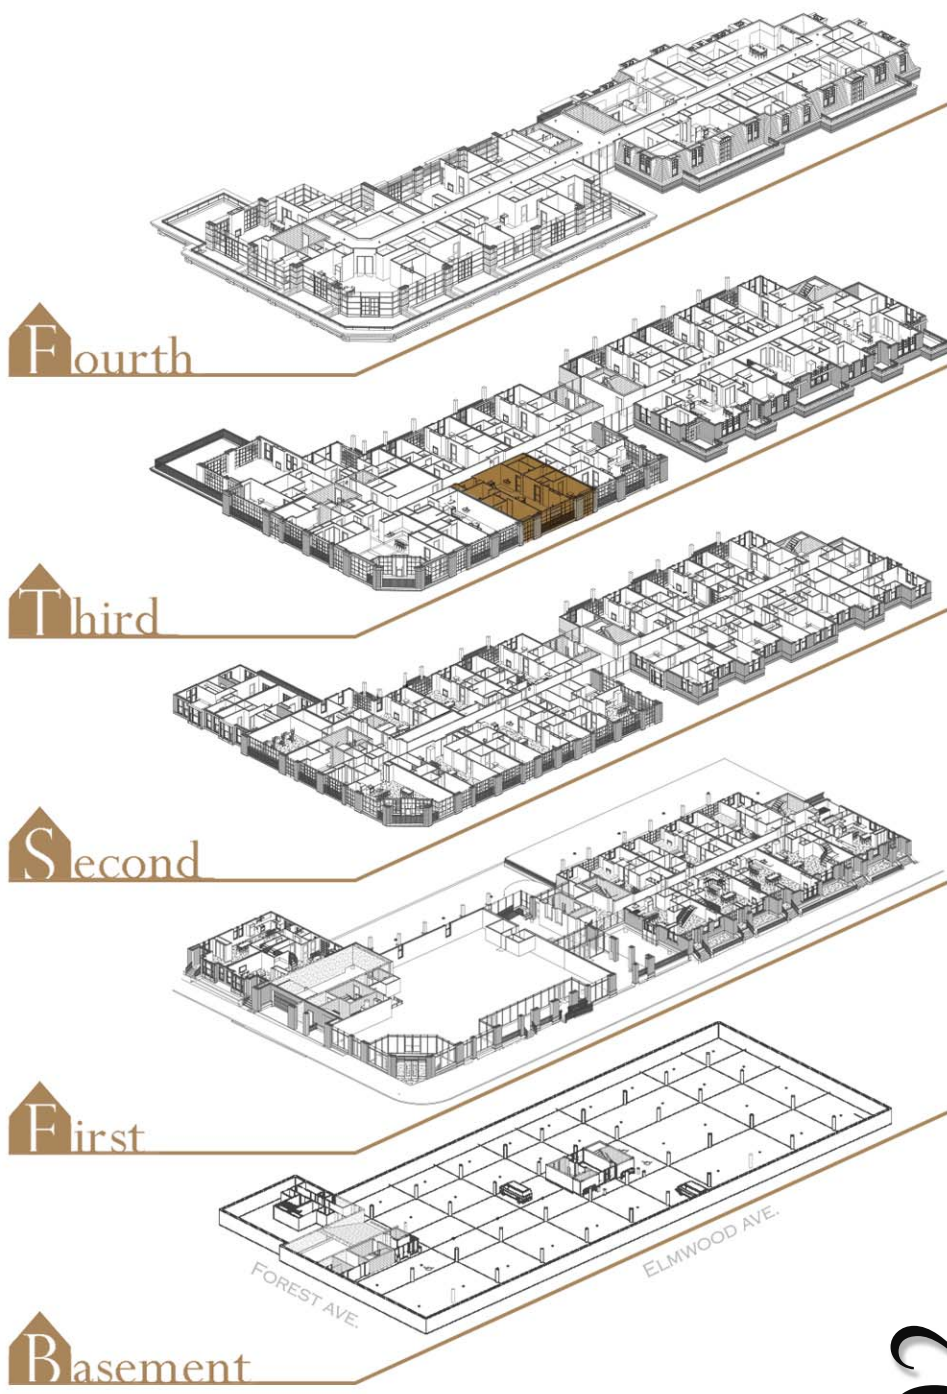 Fourth
Third
Second
First
FOREST AVE.
ELMWOOD AVE.
Basement